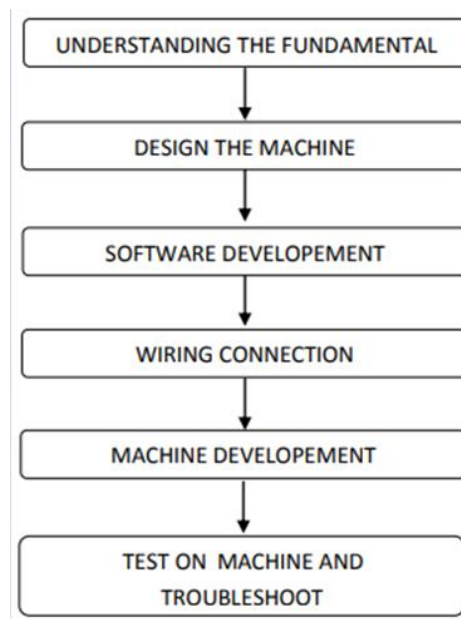 UNDERSTANDING THE FUNDAMENTAL
DESIGN THE MACHINE
SOFTWARE DEVELOPEMENT
WIRING CONNECTION
MACHINE DEVELOPEMENT
TEST ON MACHINE AND
TROUBLESHOOT